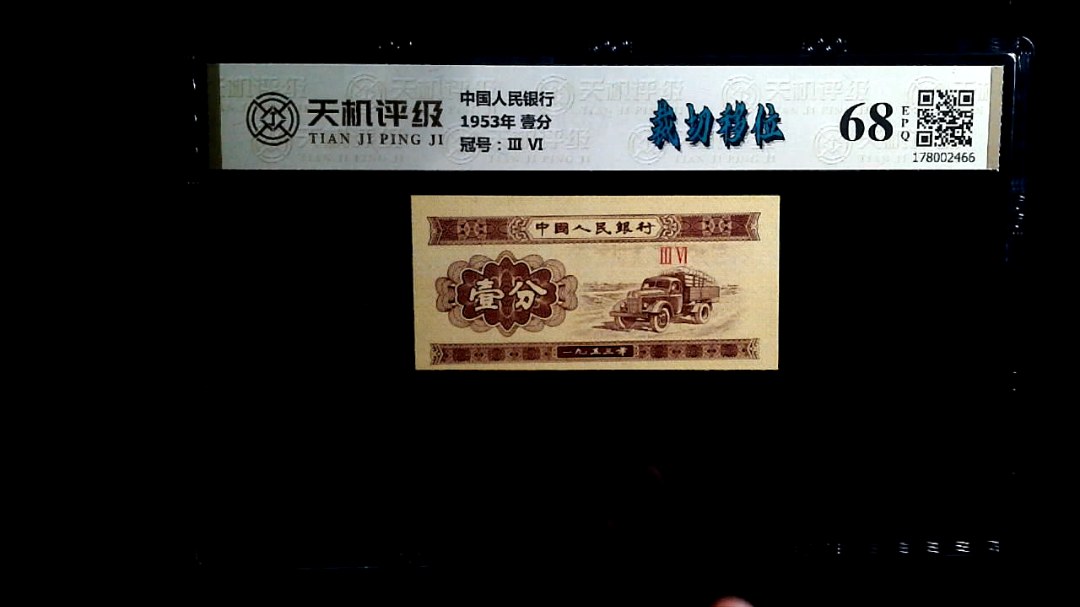 天机评级
TIAN JI PING JI
中国人民银行
1953年 壹分
冠号：Ⅲ Ⅵ
裁切移位
68
EPQ
178002466
中國人民銀行
Ⅲ Ⅵ
壹分
一九五三年